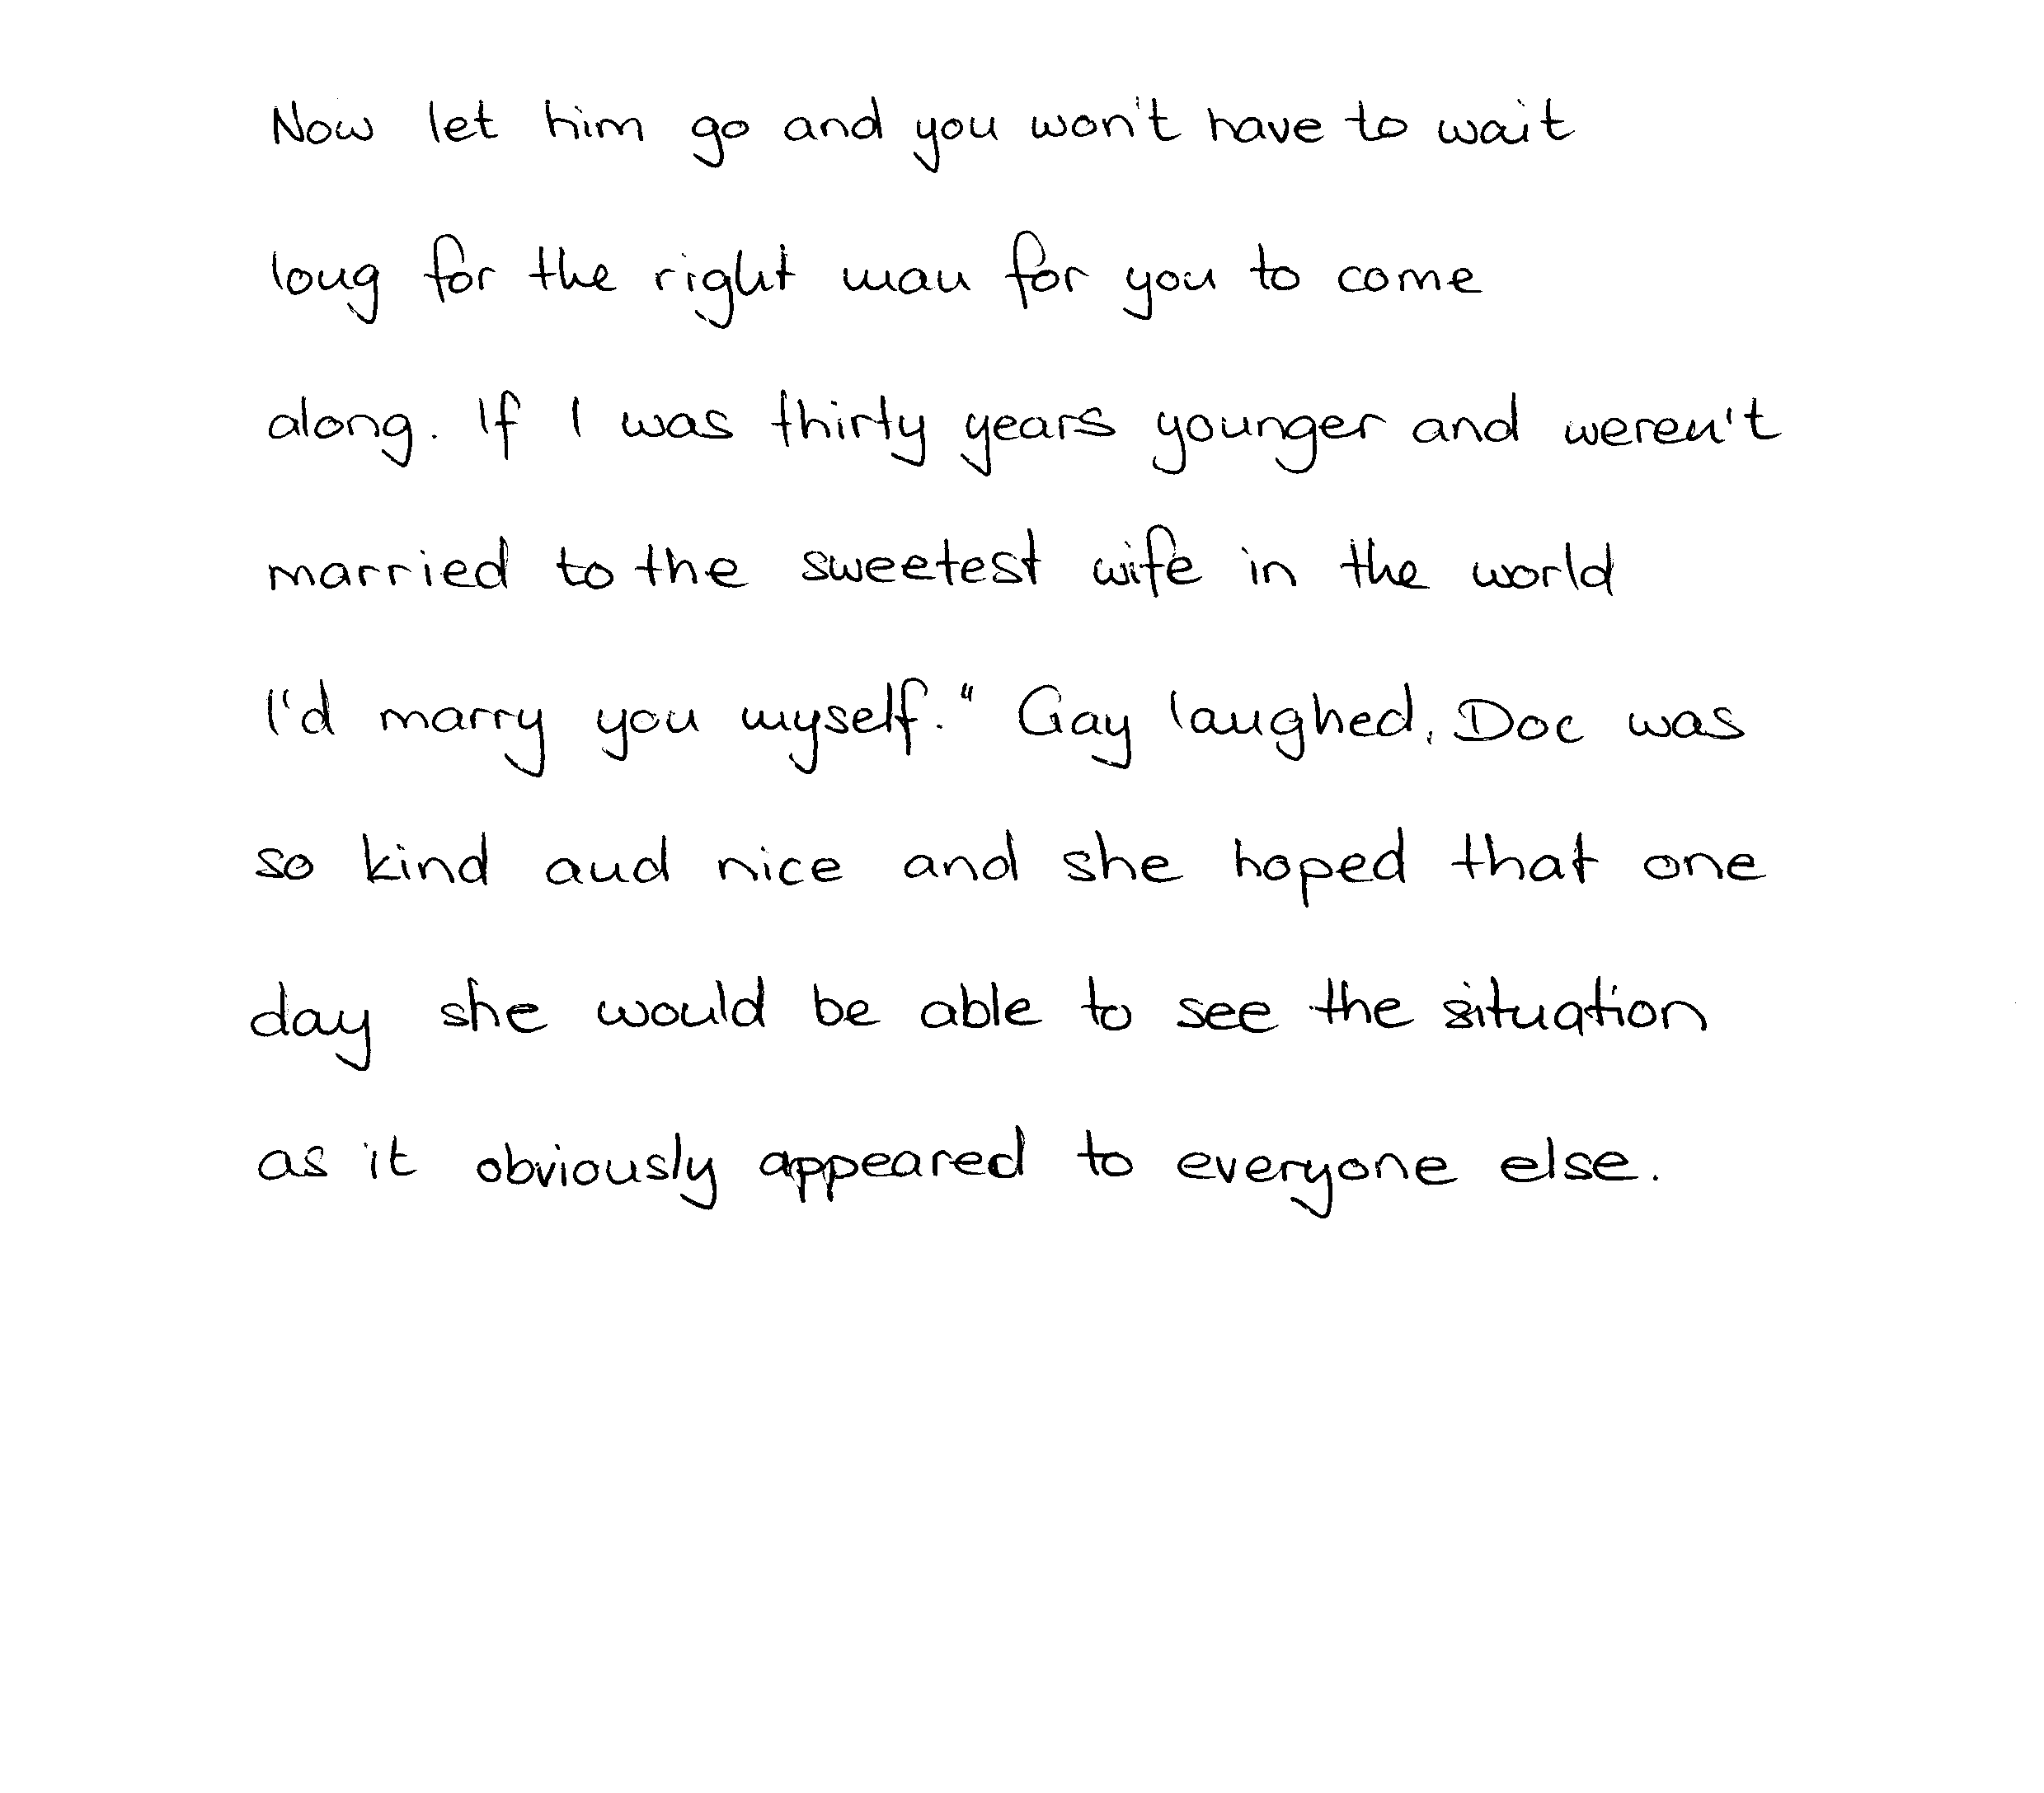 Now let him go and you won't have to wait
long for the right man for you to come
along. If I was thirty years younger and weren't
married to the sweetest wife in the world
I'd marry you myself." Gay laughed. Doc was
so kind and nice and she hoped that one
day she would be able to see the situation
as it obviously appeared to everyone else.